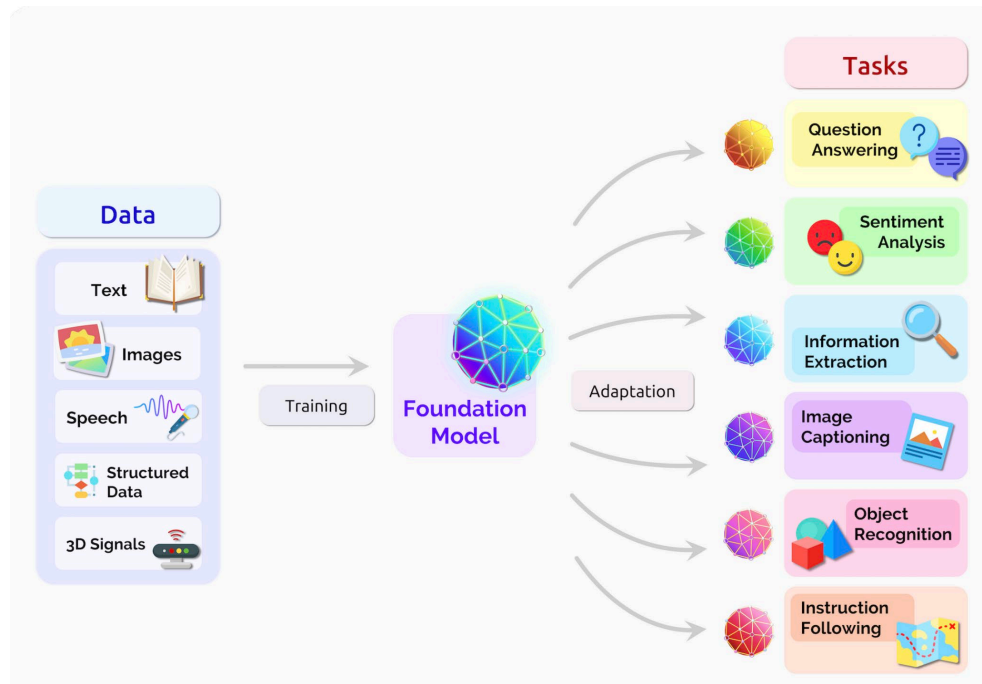 Tasks
Question
Answering
Data
Sentiment
Analysis
Text
Images
Information
Extraction
Training
Foundation
Model
Adaptation
Speech
Image
Captioning
Structured
Data
3D Signals
Object
Recognition
Instruction
Following